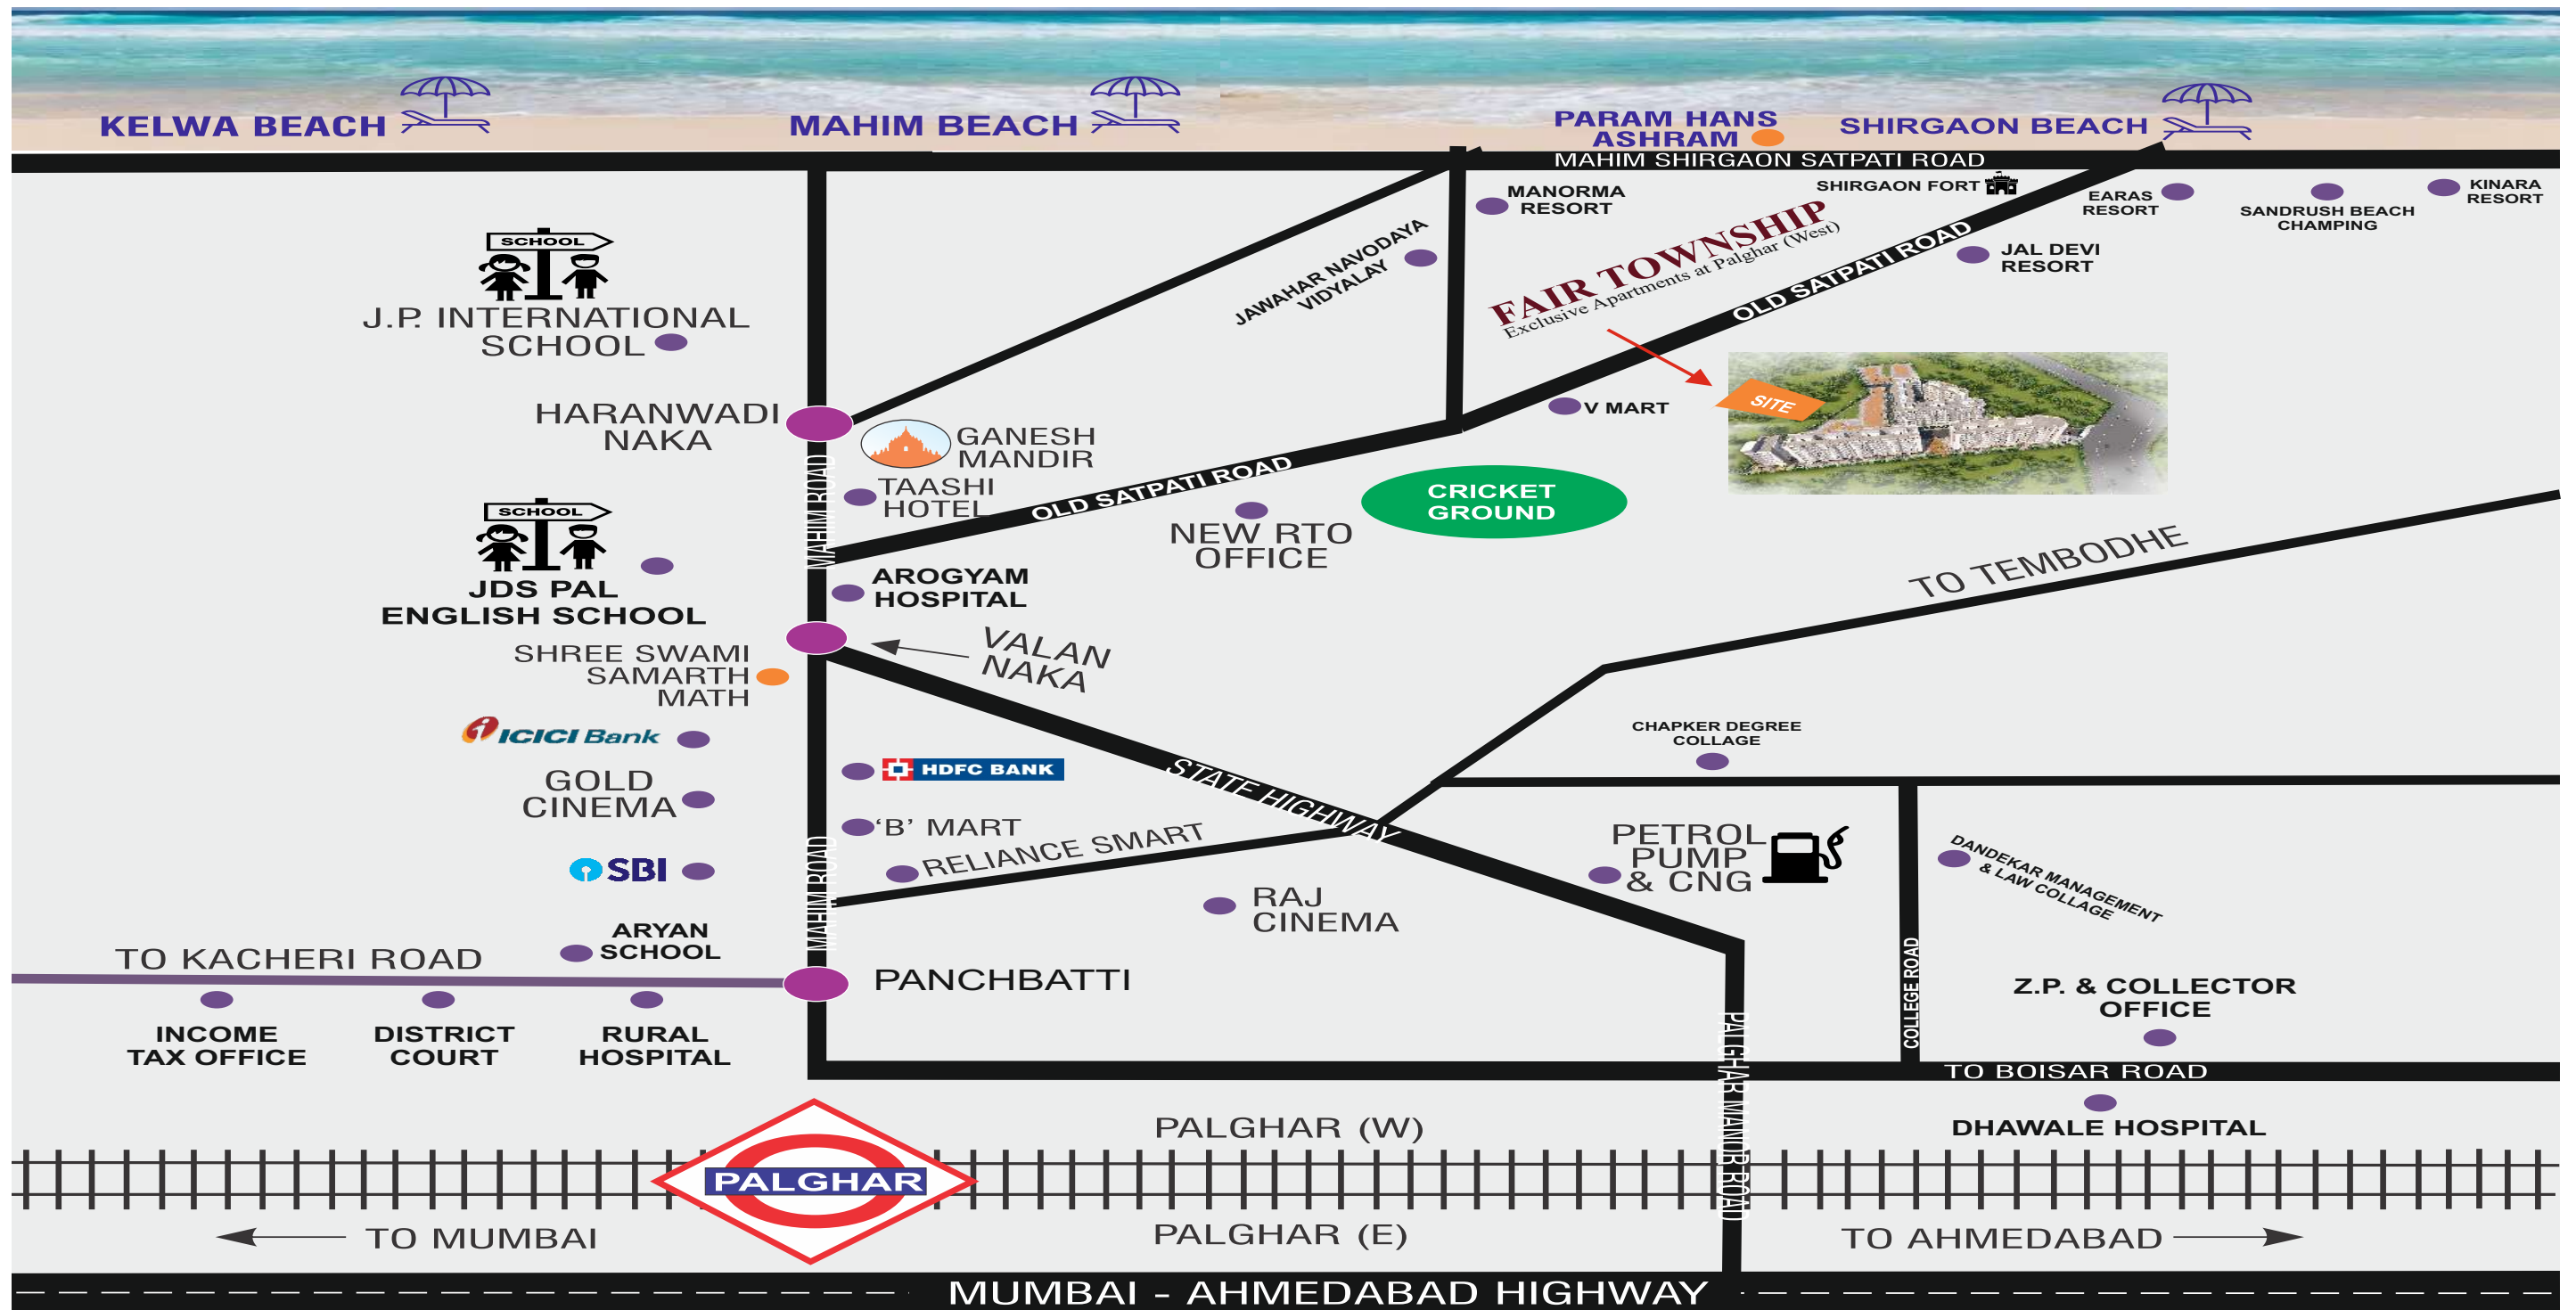 KELWA BEACH
MAHIM BEACH
PARAM HANS
ASHRAM
SHIRGAON BEACH
MAHIM SHIRGAON SATPATI ROAD
MANORMA
RESORT
SHIRGAON FORT
EARAS
RESORT
SANDRUSH BEACH
CHAMPING
KINARA
RESORT
SCHOOL
J.P. INTERNATIONAL
SCHOOL
JAWAHAR NAVODAYA
VIDYALAY
FAIR TOWNSHIP
Exclusive Apartments at Palghar (West)
OLD SATPATI ROAD
JAL DEVI
RESORT
HARANWADI
NAKA
GANESH
MANDIR
TAASHI
HOTEL
MAHIM ROAD
OLD SATPATI ROAD
V MART
SITE
CRICKET
GROUND
NEW RTO
OFFICE
SCHOOL
JDS PAL
ENGLISH SCHOOL
AROGYAM
HOSPITAL
TO TEMBODHE
SHREE SWAMI
SAMARTH
MATH
VALAN
NAKA
ICICI Bank
HDFC BANK
STATE HIGHWAY
CHAPKER DEGREE
COLLAGE
GOLD
CINEMA
'B' MART
RELIANCE SMART
MAHIM ROAD
SBI
RAJ
CINEMA
PETROL
PUMP
& CNG
DANDEKAR MANAGEMENT
& LAW COLLAGE
ARYAN
SCHOOL
TO KACHERI ROAD
PANCHBATTI
COLLEGE ROAD
Z.P. & COLLECTOR
OFFICE
INCOME
TAX OFFICE
DISTRICT
COURT
RURAL
HOSPITAL
PALGHAR MANOR ROAD
TO BOISAR ROAD
DHAWALE HOSPITAL
PALGHAR (W)
PALGHAR
PALGHAR (E)
TO MUMBAI
TO AHMEDABAD
MUMBAI - AHMEDABAD HIGHWAY